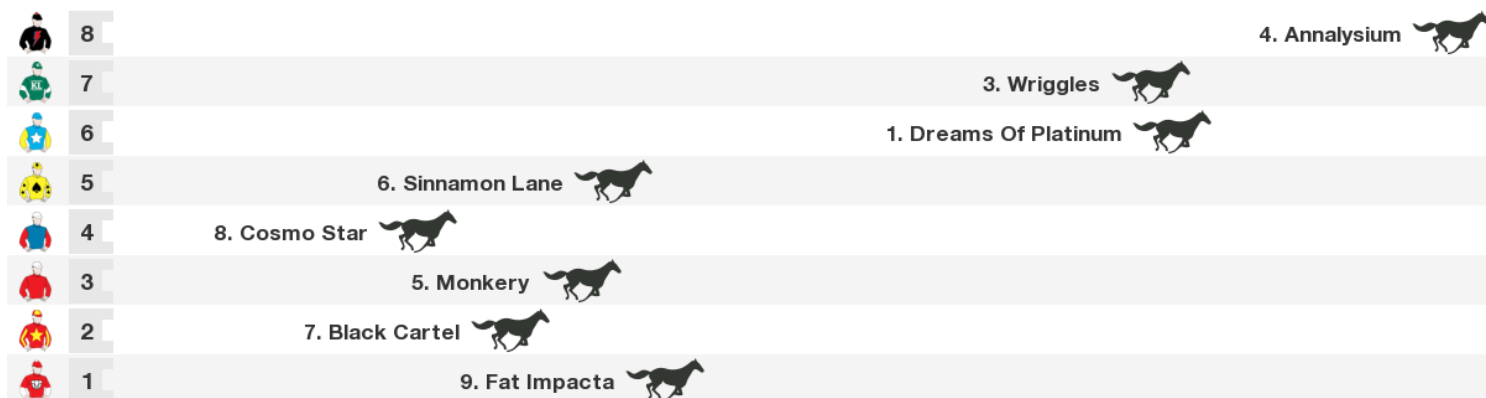 8 4. Annalysium
7 3. Wriggles
KL
6 1. Dreams Of Platinum
5 6. Sinnamon Lane
4 8. Cosmo Star
3 5. Monkery
2 7. Black Cartel
1 9. Fat Impacta